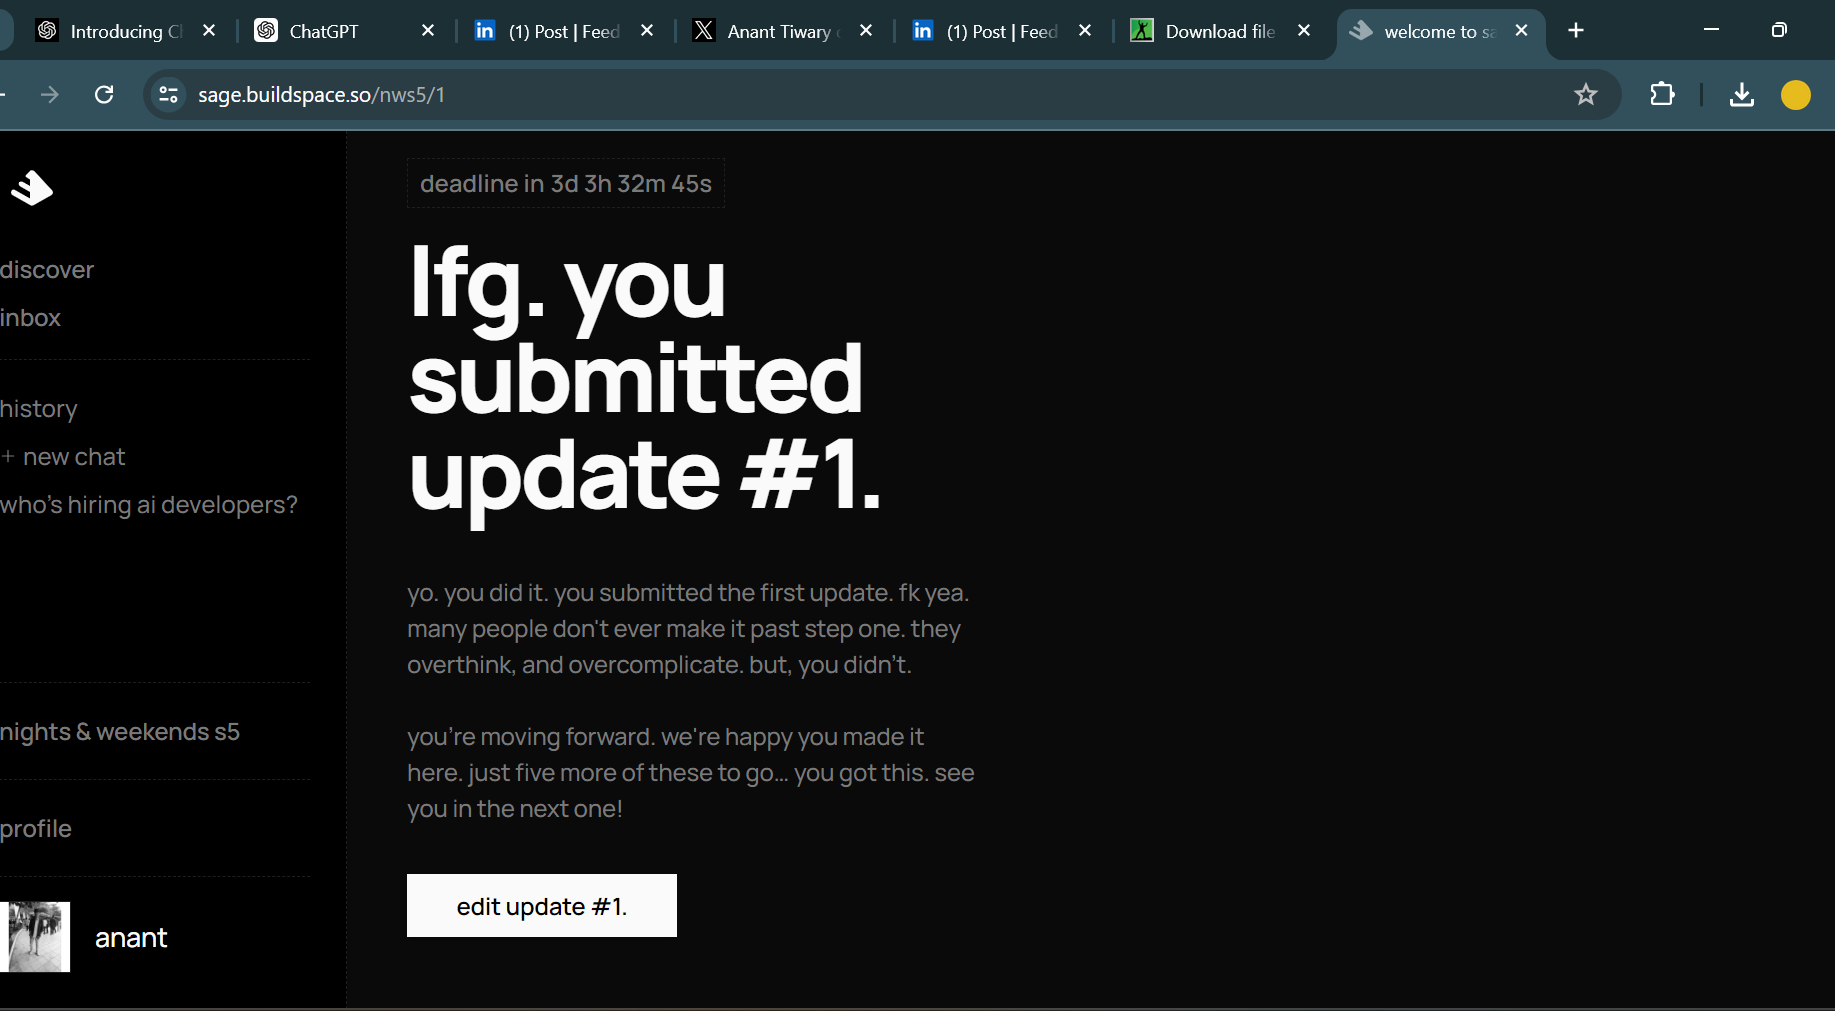 Introducing C
ChatGPT
(1) Post | Feed
Anant Tiwary
(1) Post | Feed
Download file
welcome to sa
sage.buildspace.so/nws5/1
discover
inbox
history
+ new chat
who's hiring ai developers?
nights & weekends s5
profile
anant
deadline in 3d 3h 32m 45s
lfg. you
submitted
update #1.
yo. you did it. you submitted the first update. fk yea.
many people don't ever make it past step one. they
overthink, and overcomplicate. but, you didn’t.
you’re moving forward. we're happy you made it
here. just five more of these to go... you got this. see
you in the next one!
edit update #1.